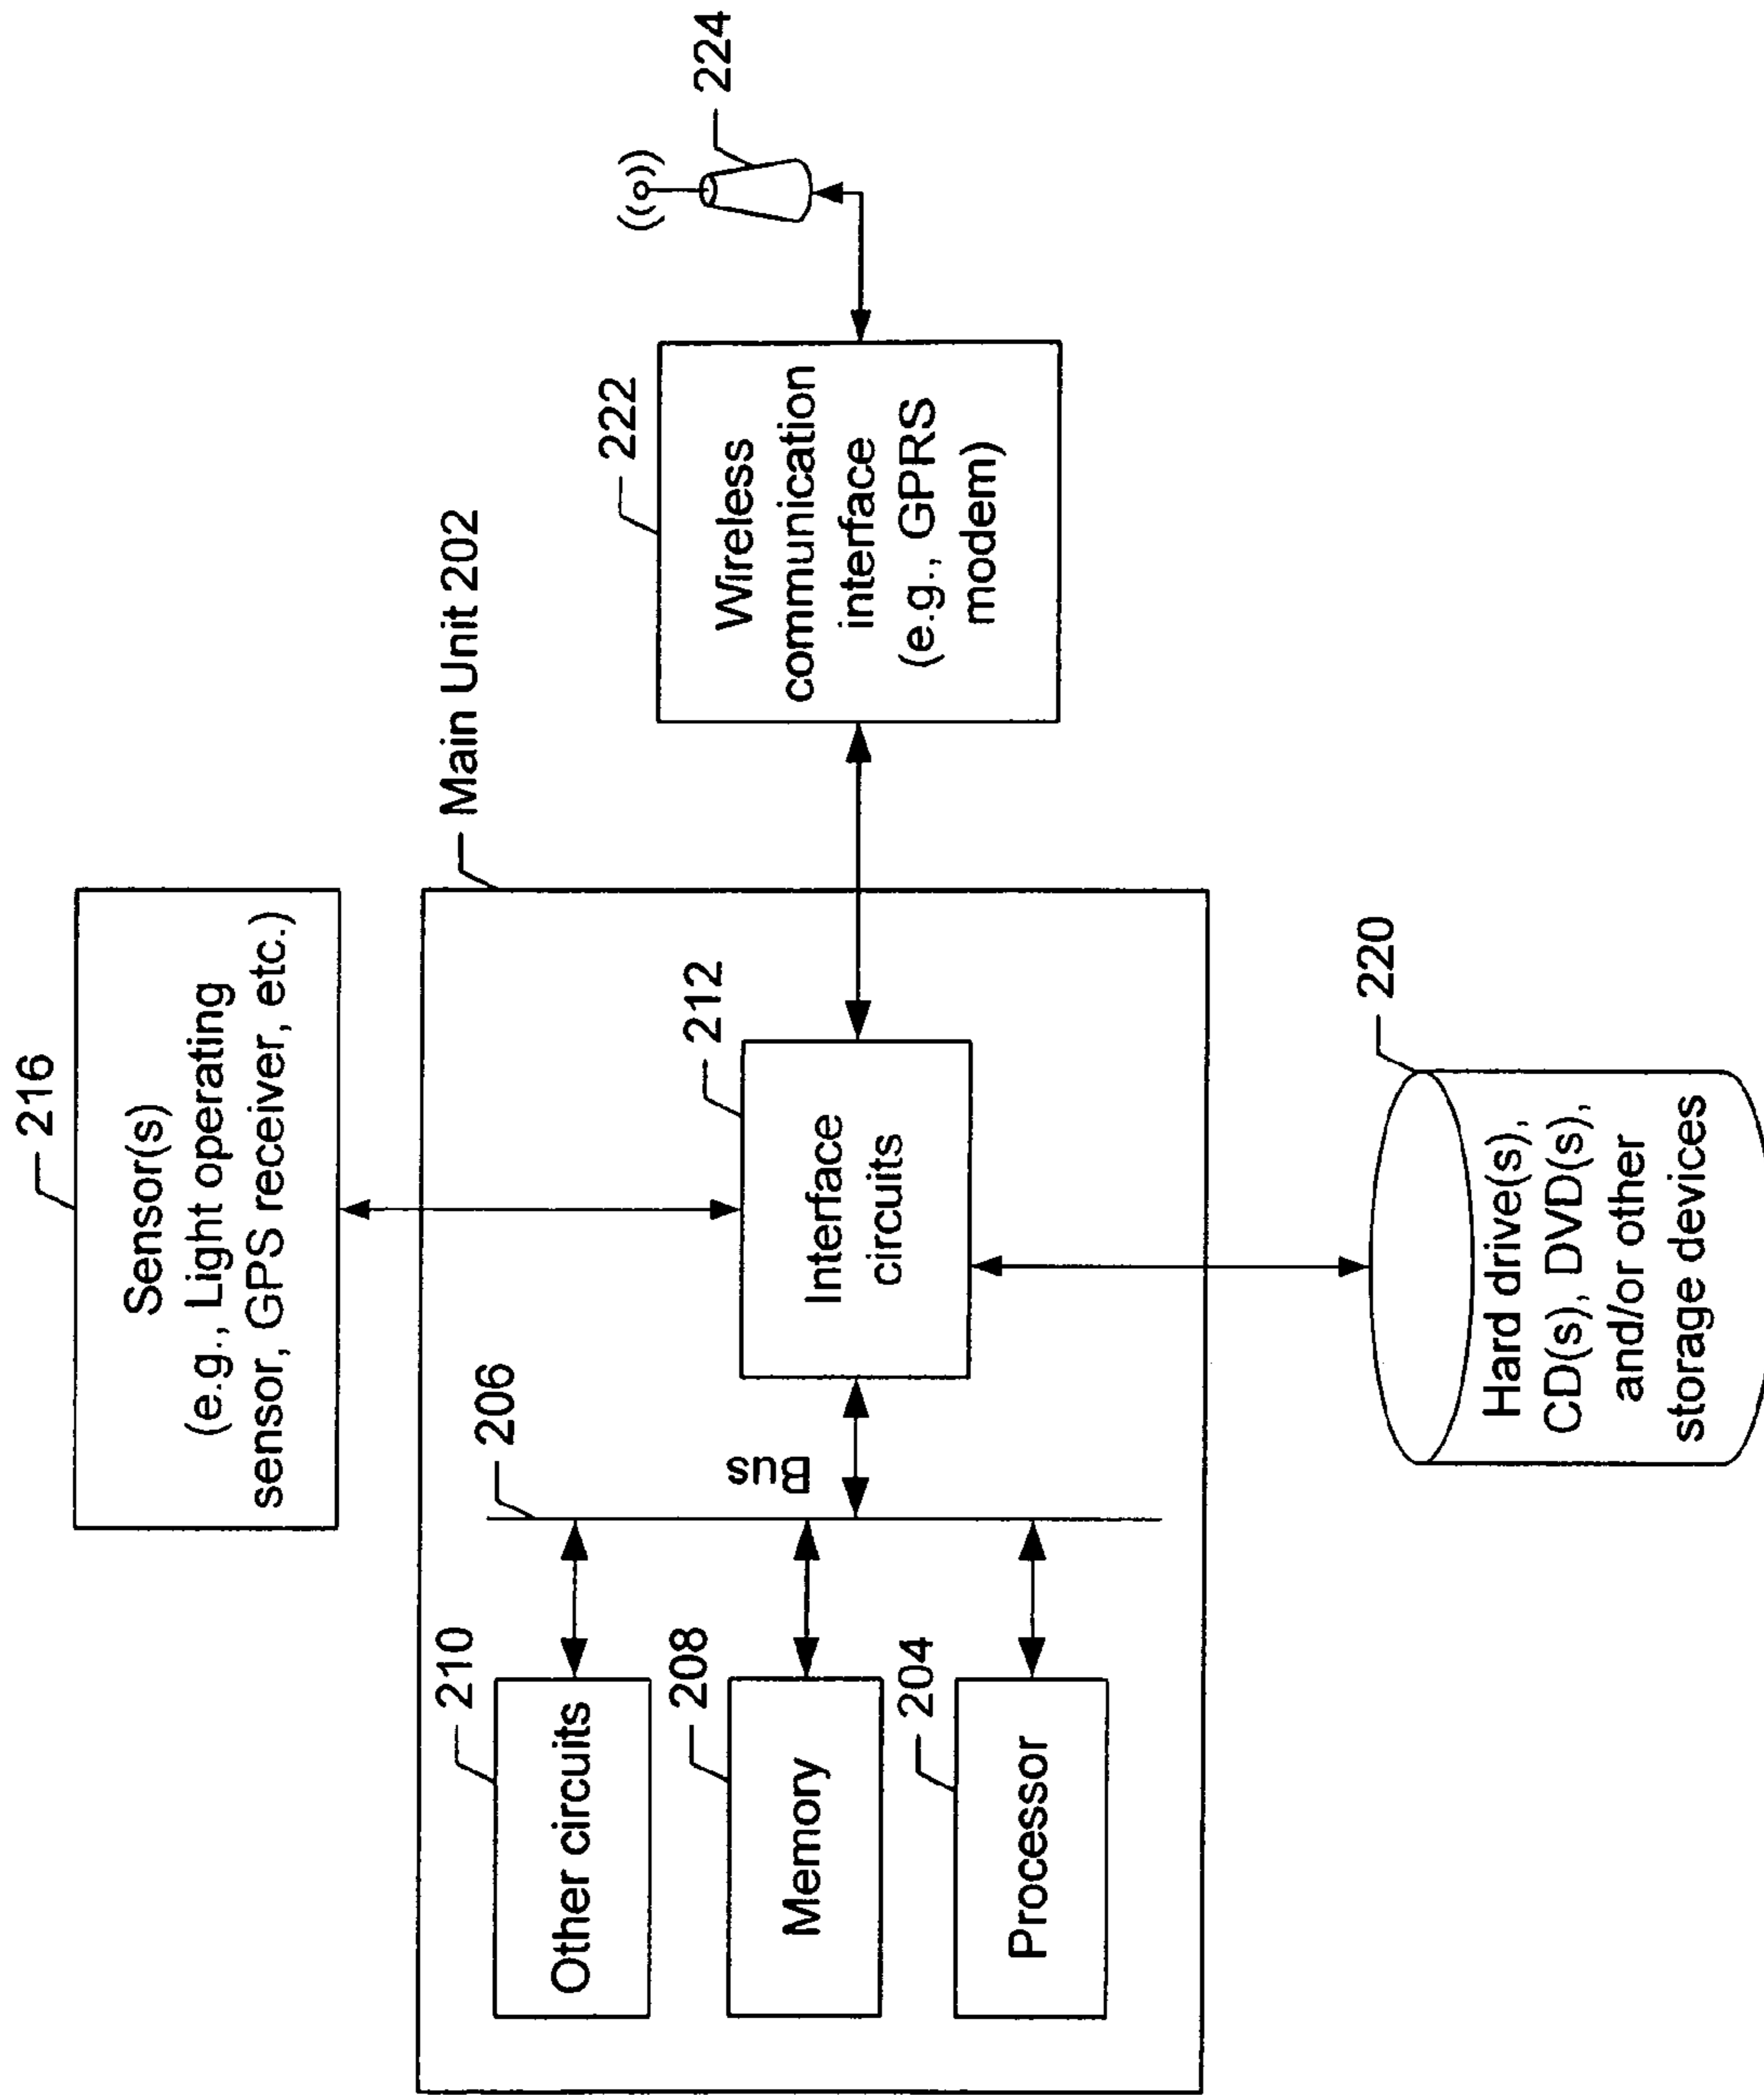 216
Sensor(s)
(e.g., Light operating
sensor, GPS receiver, etc.)
Main Unit 202
210
Other circuits
208
Memory
204
Processor
206
Bus
212
Interface
circuits
222
Wireless
communication
interface
(e.g., GPRS
modem)
224
220
Hard drive(s),
CD(s), DVD(s),
and/or other
storage devices